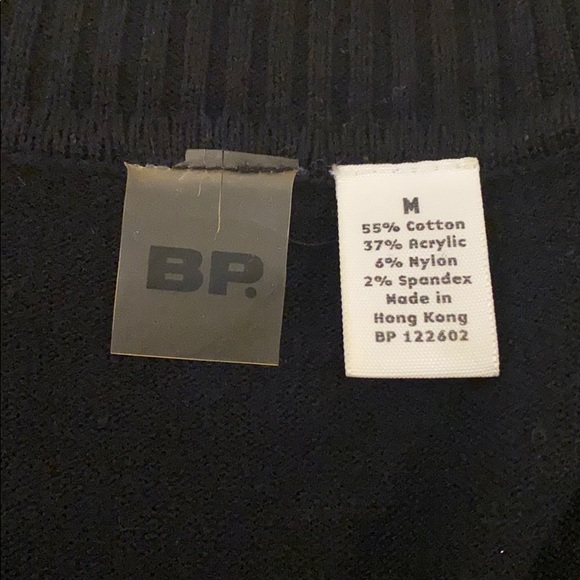 BP.
M
55% Cotton
37% Acrylic
6% Nylon
2% Spandex
Made in
Hong Kong
BP 122602